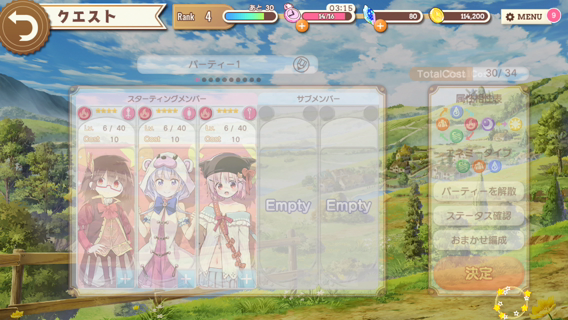 クエスト
Rank 4
あと 30
03:15
14/16
80
114,200
MENU
9
パーティー1
TotalCost 30/ 34
スターティングメンバー
サブメンバー
Lv. 6 / 40
Cost 10
Lv. 6 / 40
Cost 10
Lv. 6 / 40
Cost 10
Empty
Empty
エネミータイプ
パーティーを解散
ステータス確認
おまかせ編成
決定